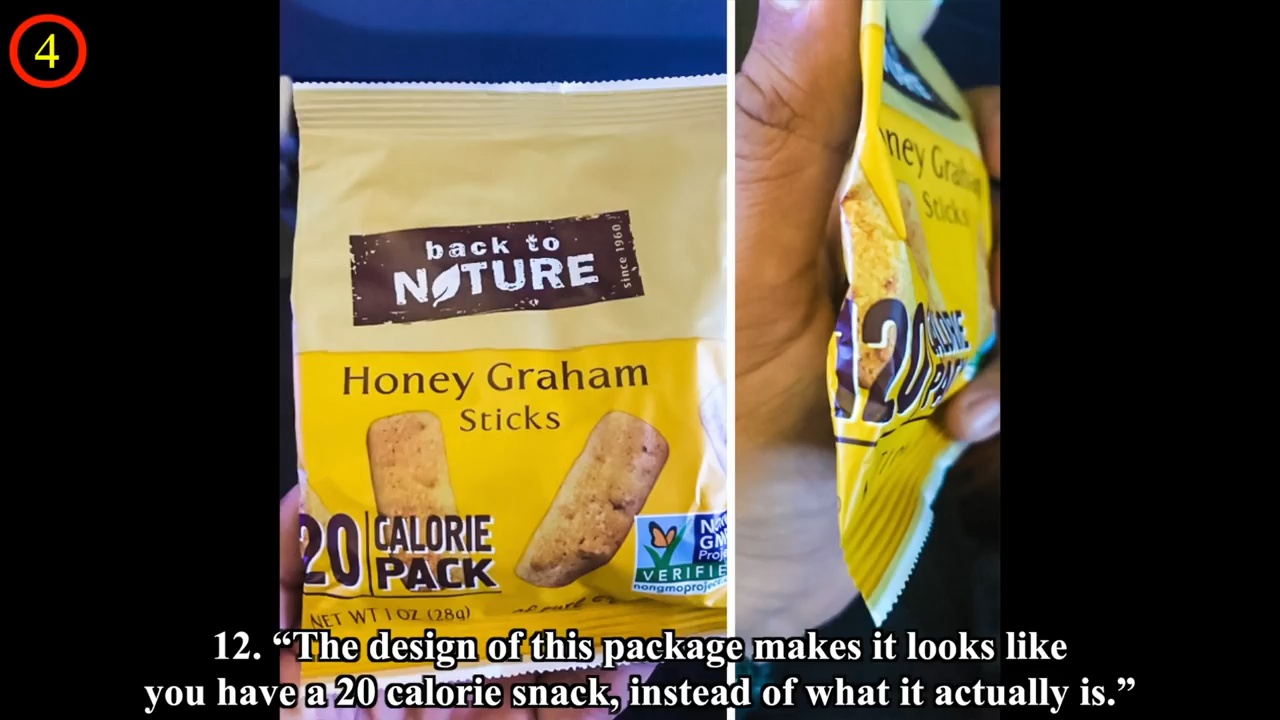 4
back to
NATURE
since 1960
Honey Graham
Sticks
20 CALORIE
PACK
NET WT 1 OZ (28g)
VERIFIE
nongmoproject.
ney Graham
Sticks
120 CALORIE
PA
12. “The design of this package makes it looks like
you have a 20 calorie snack, instead of what it actually is.”